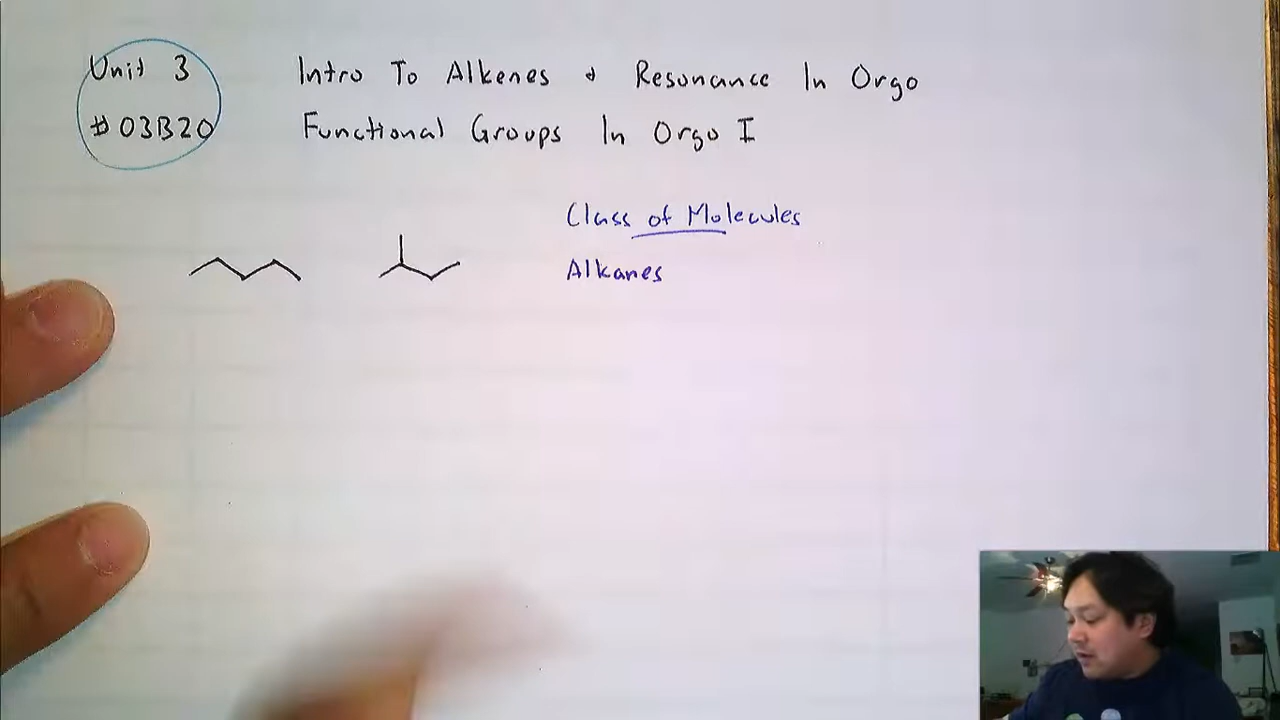 Unit 3
#03B20
Intro To Alkenes & Resonance In Orgo
Functional Groups In Orgo I
Class of Molecules
Alkanes